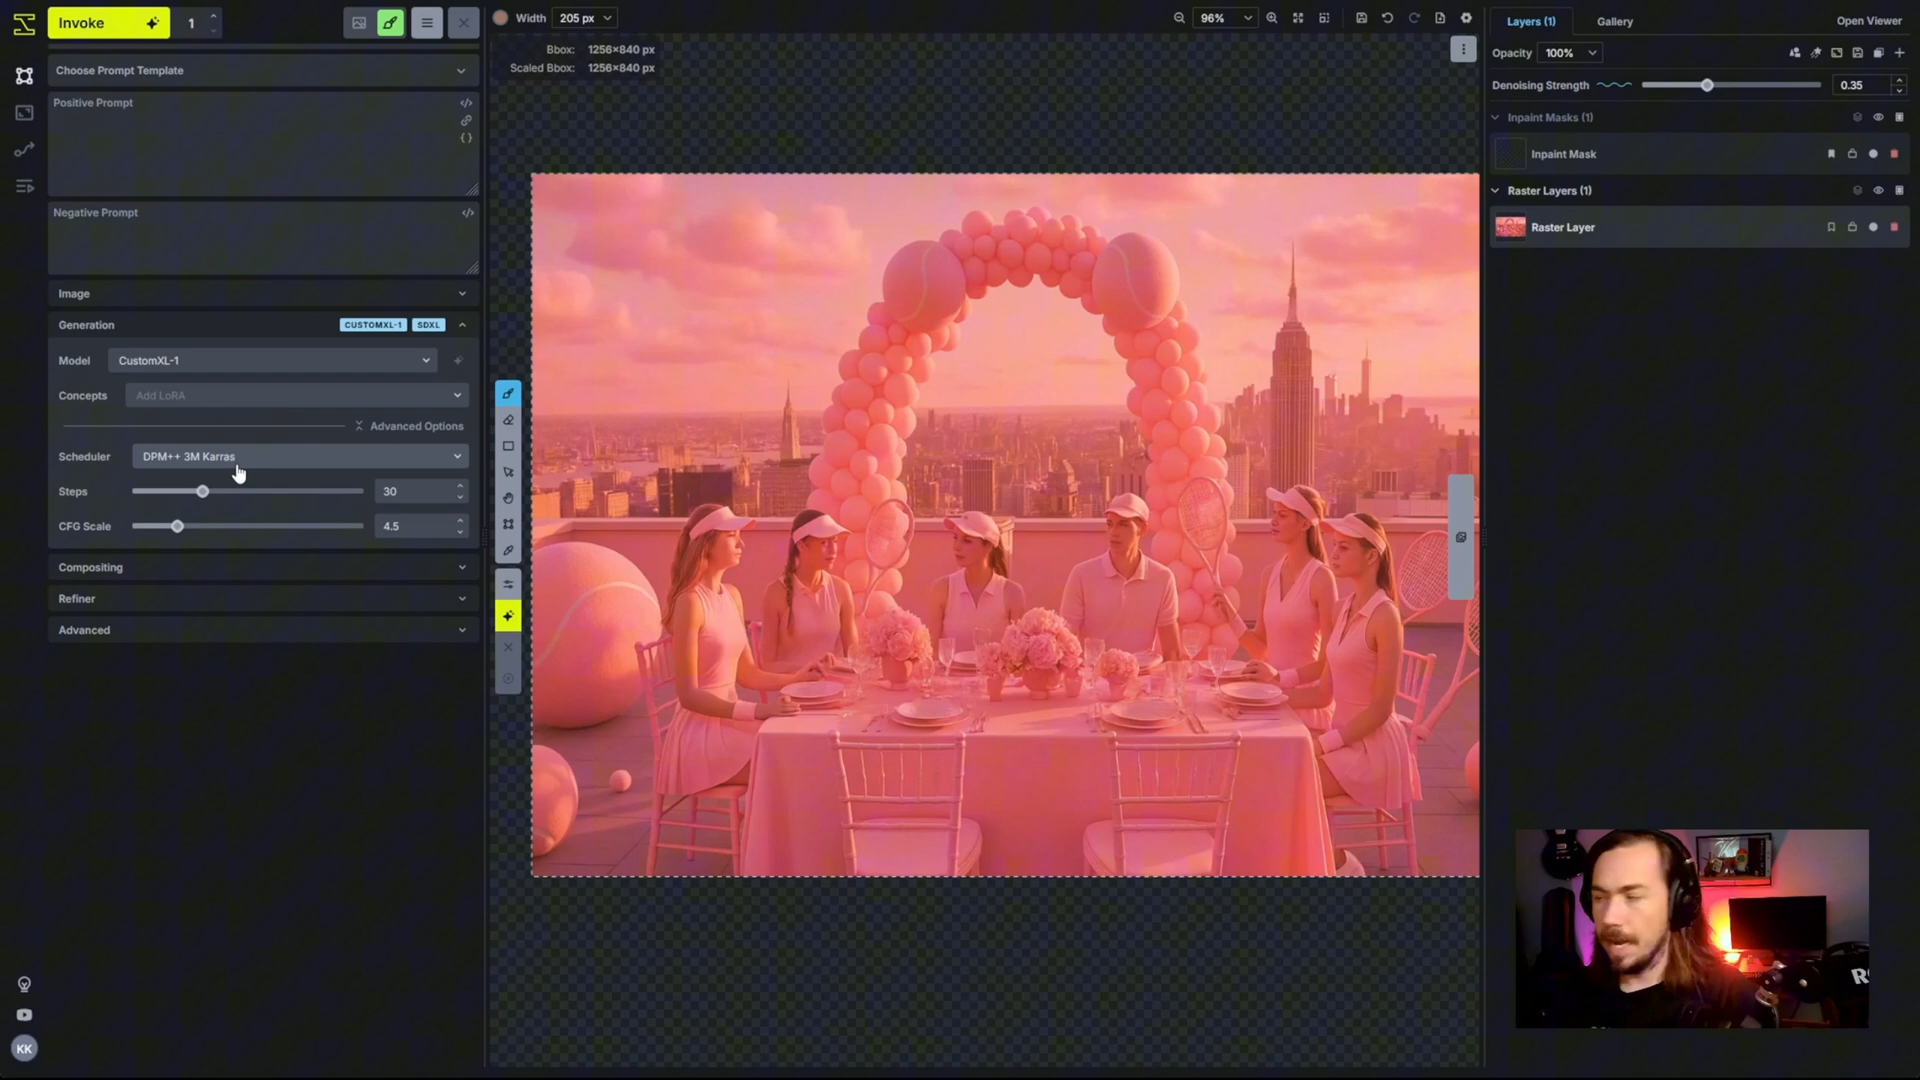 Invoke
1
Width
205 px
96%
Layers (1)
Gallery
Open Viewer
Bbox: 1256×840 px
Scaled Bbox: 1256×840 px
Opacity
100%
Choose Prompt Template
Denoising Strength
0.35
Positive Prompt
Inpaint Masks (1)
Inpaint Mask
Raster Layers (1)
Negative Prompt
Raster Layer
Image
Generation
CUSTOMXL-1
SDXL
Model
CustomXL-1
Concepts
Add LoRA
Advanced Options
Scheduler
DPM++ 3M Karras
Steps
30
CFG Scale
4.5
Compositing
Refiner
Advanced
KK